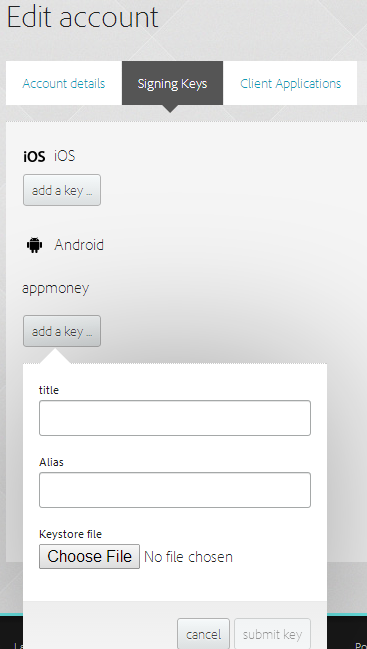 Edit account
Account details Signing Keys Client Applications
iOS iOS
add a key ...
Android
appmoney
add a key ...
title
Alias
Keystore file
Choose File No file chosen
cancel submit key